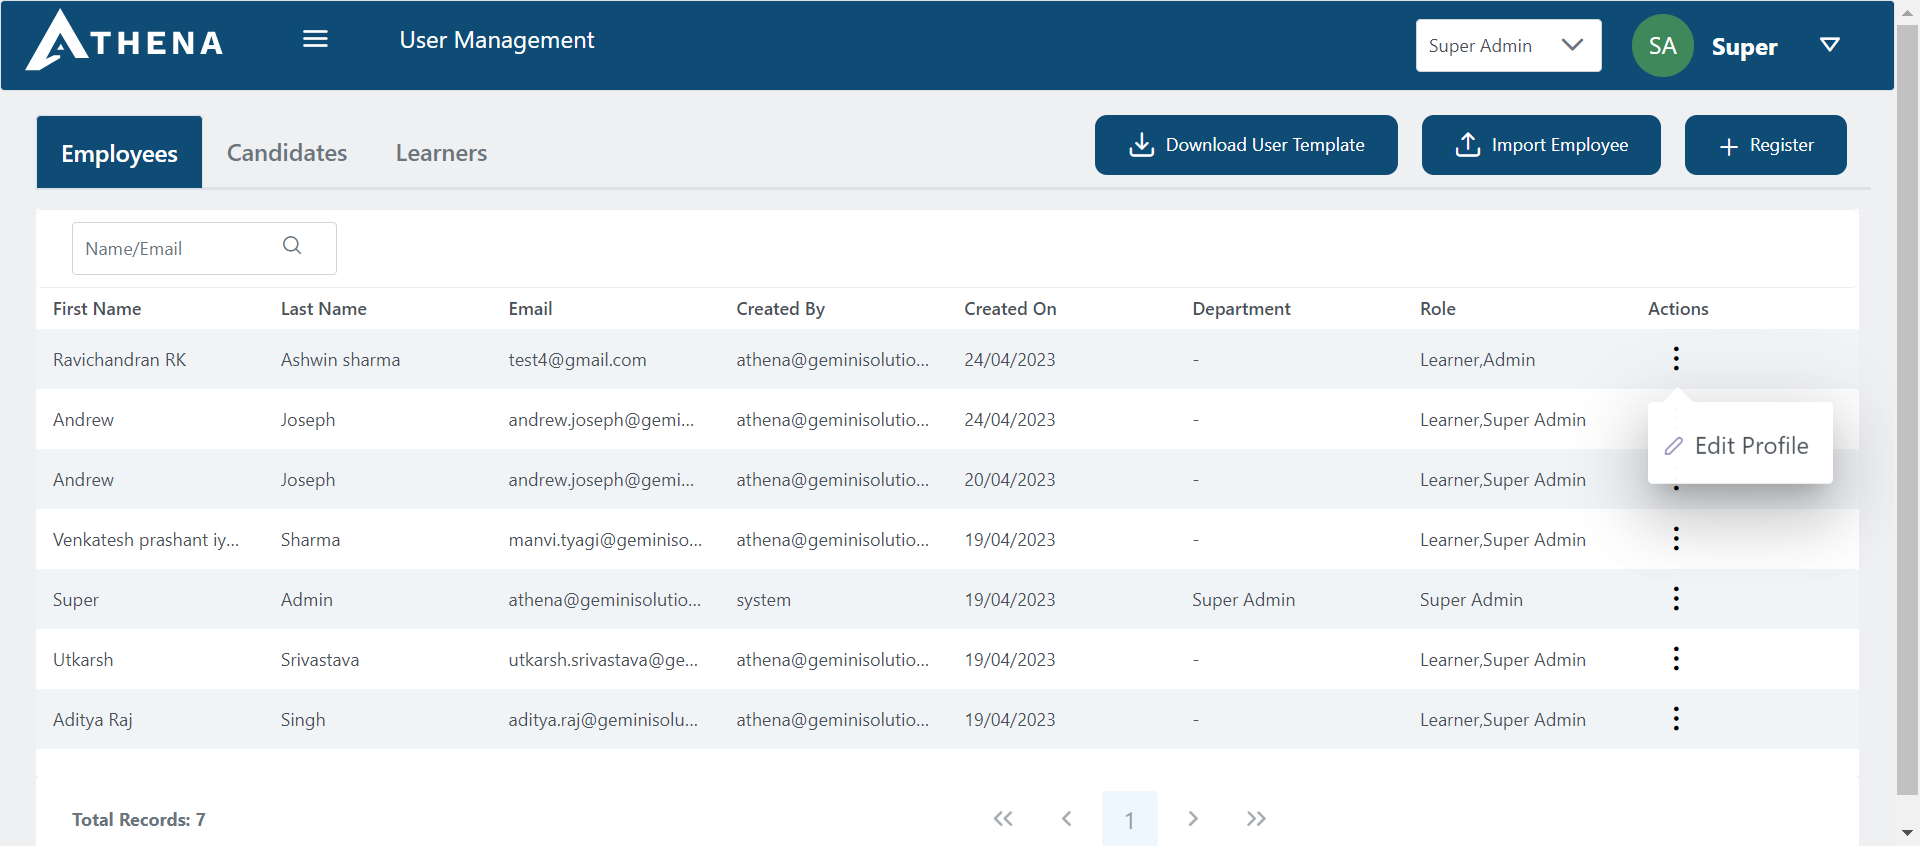 ATHENA User Management Super Admin SA Super
Employees Candidates Learners Download User Template Import Employee + Register
Name/Email
First Name Last Name Email Created By Created On Department Role Actions
Ravichandran RK Ashwin sharma test4@gmail.com athena@geminisolutio... 24/04/2023 - Learner,Admin
Andrew Joseph andrew.joseph@gemi... athena@geminisolutio... 24/04/2023 - Learner,Super Admin
Edit Profile
Andrew Joseph andrew.joseph@gemi... athena@geminisolutio... 20/04/2023 - Learner,Super Admin
Venkatesh prashant iy... Sharma manvi.tyagi@geminiso... athena@geminisolutio... 19/04/2023 - Learner,Super Admin
Super Admin athena@geminisolutio... system 19/04/2023 Super Admin Super Admin
Utkarsh Srivastava utkarsh.srivastava@ge... athena@geminisolutio... 19/04/2023 - Learner,Super Admin
Aditya Raj Singh aditya.raj@geminisolu... athena@geminisolutio... 19/04/2023 - Learner,Super Admin
Total Records: 7 1